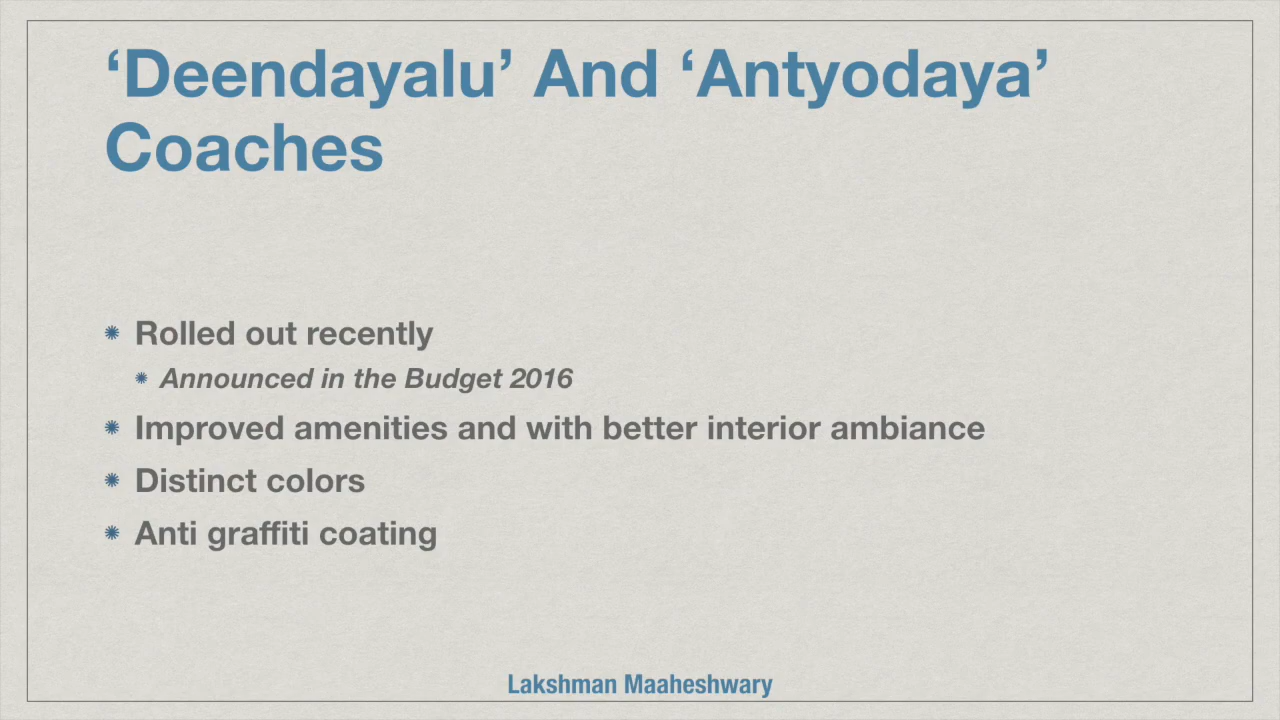 ‘Deendayalu’ And ‘Antyodaya’
Coaches
Rolled out recently
Announced in the Budget 2016
Improved amenities and with better interior ambiance
Distinct colors
Anti graffiti coating
Lakshman Maaheshwary